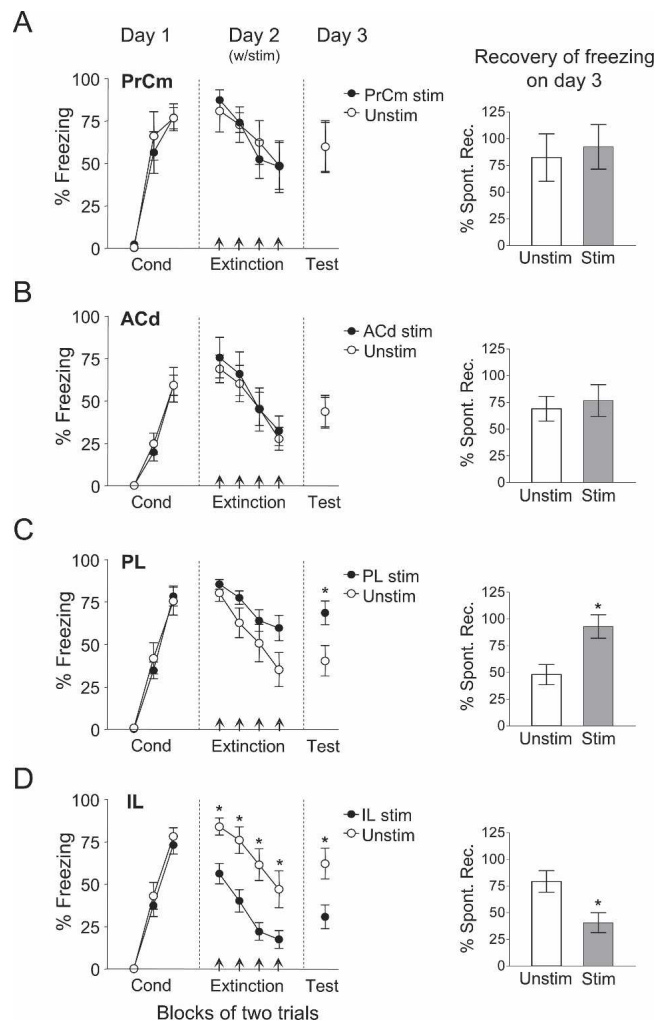 A
Day 1
Day 2
(w/stim)
Day 3
Recovery of freezing
on day 3
PrCm
PrCm stim
Unstim
% Freezing
100
75
50
25
0
Cond
Extinction
Test
% Spont. Rec.
125
100
75
50
25
0
Unstim
Stim
B
ACd
ACd stim
Unstim
% Freezing
100
75
50
25
0
Cond
Extinction
Test
% Spont. Rec.
125
100
75
50
25
0
Unstim
Stim
C
PL
PL stim
Unstim
% Freezing
100
75
50
25
0
*
Cond
Extinction
Test
% Spont. Rec.
125
100
75
50
25
0
*
Unstim
Stim
D
IL
IL stim
Unstim
% Freezing
100
75
50
25
0
* * * *
*
Cond
Extinction
Test
% Spont. Rec.
125
100
75
50
25
0
*
Unstim
Stim
Blocks of two trials